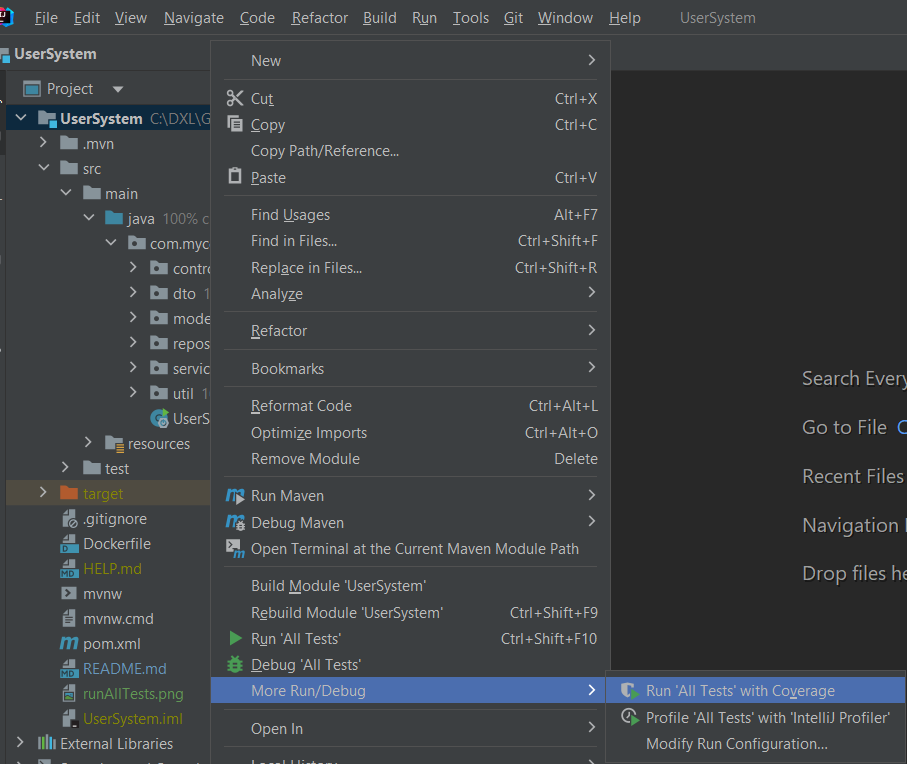 File Edit View Navigate Code Refactor Build Run Tools Git Window Help UserSystem
UserSystem
Project
UserSystem C:\DXL\G
.mvn
src
main
java 100% c
com.myc
contro
dto 1
mode
repos
servic
util 1
UserS
resources
test
target
.gitignore
Dockerfile
HELP.md
mvnw
mvnw.cmd
pom.xml
README.md
runAllTests.png
UserSystem.iml
External Libraries
New
Cut Ctrl+X
Copy Ctrl+C
Copy Path/Reference...
Paste Ctrl+V
Find Usages Alt+F7
Find in Files... Ctrl+Shift+F
Replace in Files... Ctrl+Shift+R
Analyze
Refactor
Bookmarks
Reformat Code Ctrl+Alt+L
Optimize Imports Ctrl+Alt+O
Remove Module Delete
Run Maven
Debug Maven
Open Terminal at the Current Maven Module Path
Build Module 'UserSystem'
Rebuild Module 'UserSystem' Ctrl+Shift+F9
Run 'All Tests' Ctrl+Shift+F10
Debug 'All Tests'
More Run/Debug
Open In
Local History
Run 'All Tests' with Coverage
Profile 'All Tests' with 'IntelliJ Profiler'
Modify Run Configuration...
Search Every
Go to File C
Recent Files
Navigation
Drop files he